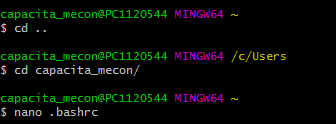 capacita_mecon@PC1120544 MINGW64 ~
$ cd ..
capacita_mecon@PC1120544 MINGW64 /c/Users
$ cd capacita_mecon/
capacita_mecon@PC1120544 MINGW64 ~
$ nano .bashrc